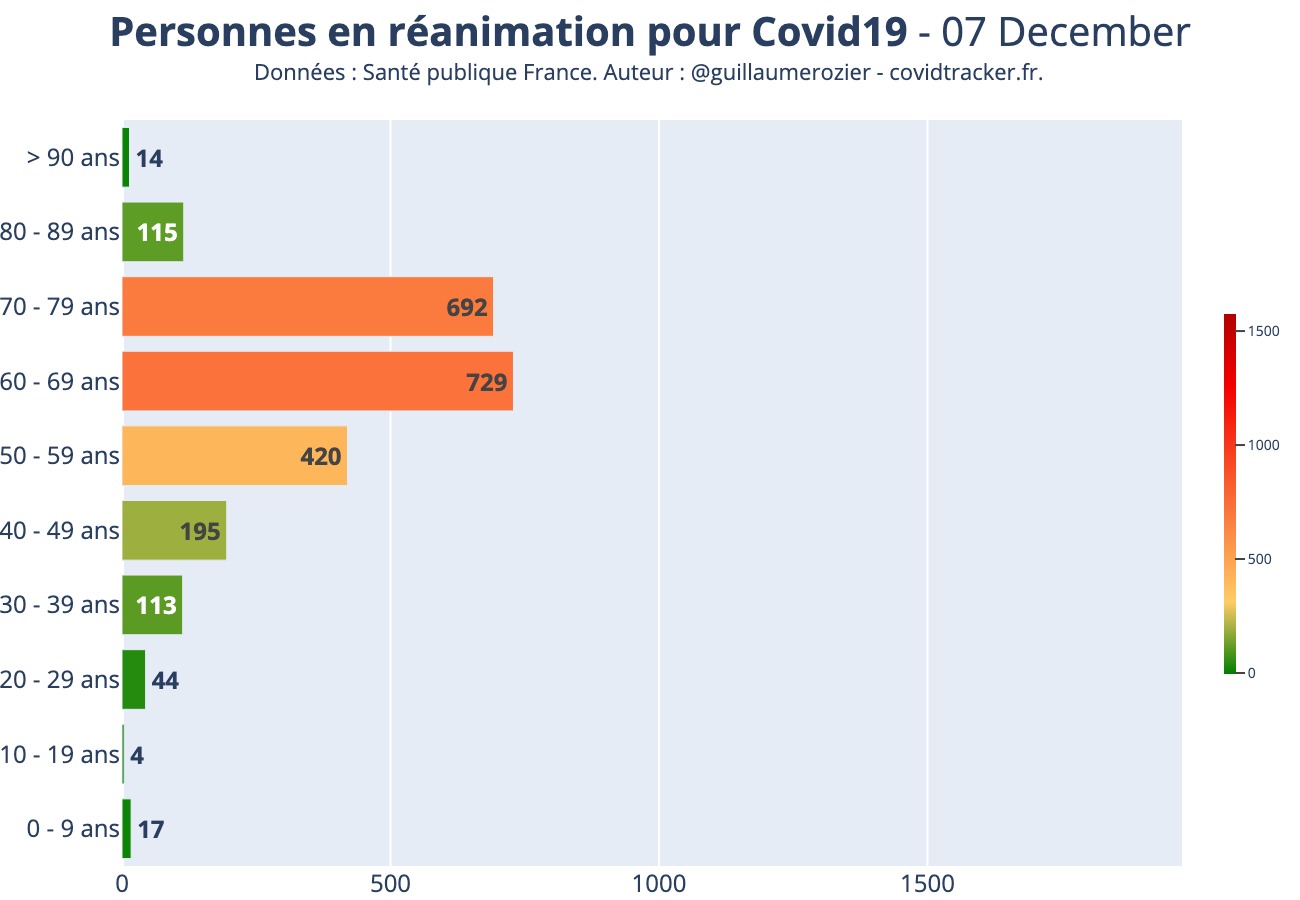 Personnes en réanimation pour Covid19 - 07 December
Données : Santé publique France. Auteur : @guillaumerozier - covidtracker.fr.
> 90 ans 14
80 - 89 ans 115
70 - 79 ans 692
60 - 69 ans 729
50 - 59 ans 420
40 - 49 ans 195
30 - 39 ans 113
20 - 29 ans 44
10 - 19 ans 4
0 - 9 ans 17
0 500 1000 1500
1500
1000
500
0